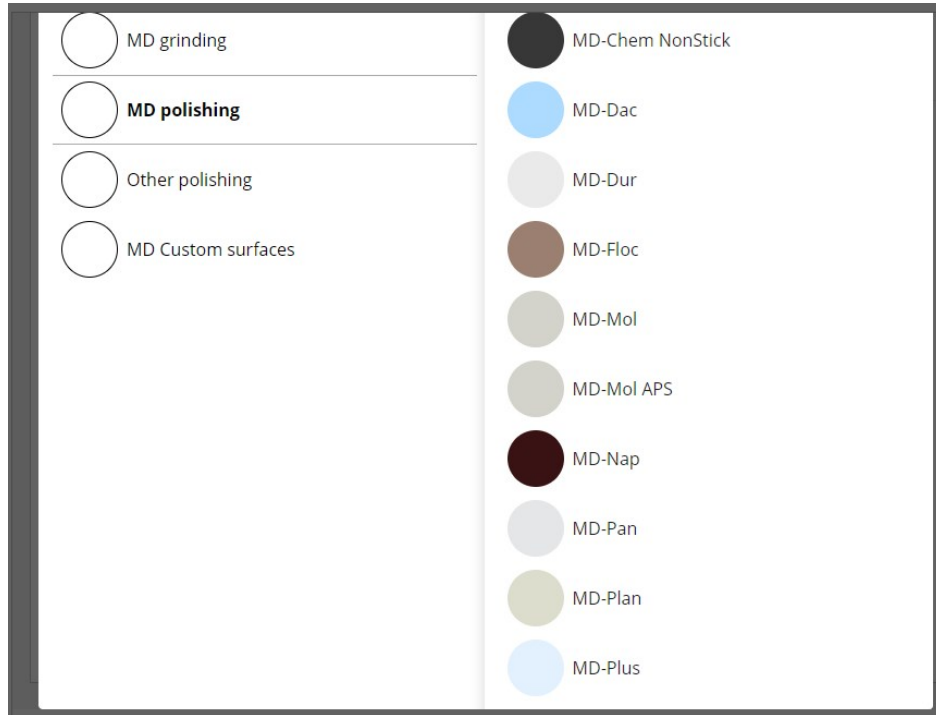 MD grinding
MD polishing
Other polishing
MD Custom surfaces
MD-Chem NonStick
MD-Dac
MD-Dur
MD-Floc
MD-Mol
MD-Mol APS
MD-Nap
MD-Pan
MD-Plan
MD-Plus